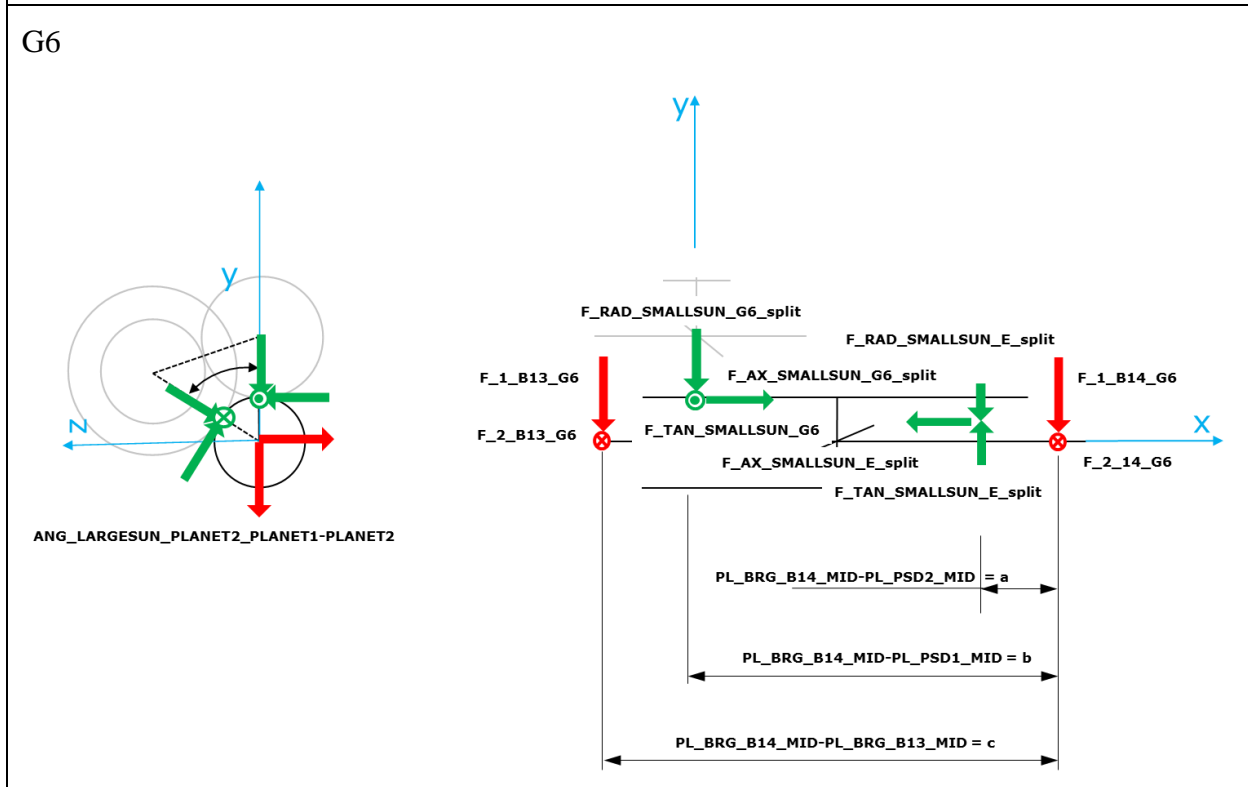 G6
y
y
z
x
ANG_LARGESUN_PLANET2_PLANET1-PLANET2
F_RAD_SMALLSUN_G6_split
F_RAD_SMALLSUN_E_split
F_1_B13_G6
F_AX_SMALLSUN_G6_split
F_1_B14_G6
F_2_B13_G6
F_TAN_SMALLSUN_G6
F_AX_SMALLSUN_E_split
F_2_14_G6
F_TAN_SMALLSUN_E_split
PL_BRG_B14_MID-PL_PSD2_MID = a
PL_BRG_B14_MID-PL_PSD1_MID = b
PL_BRG_B14_MID-PL_BRG_B13_MID = c